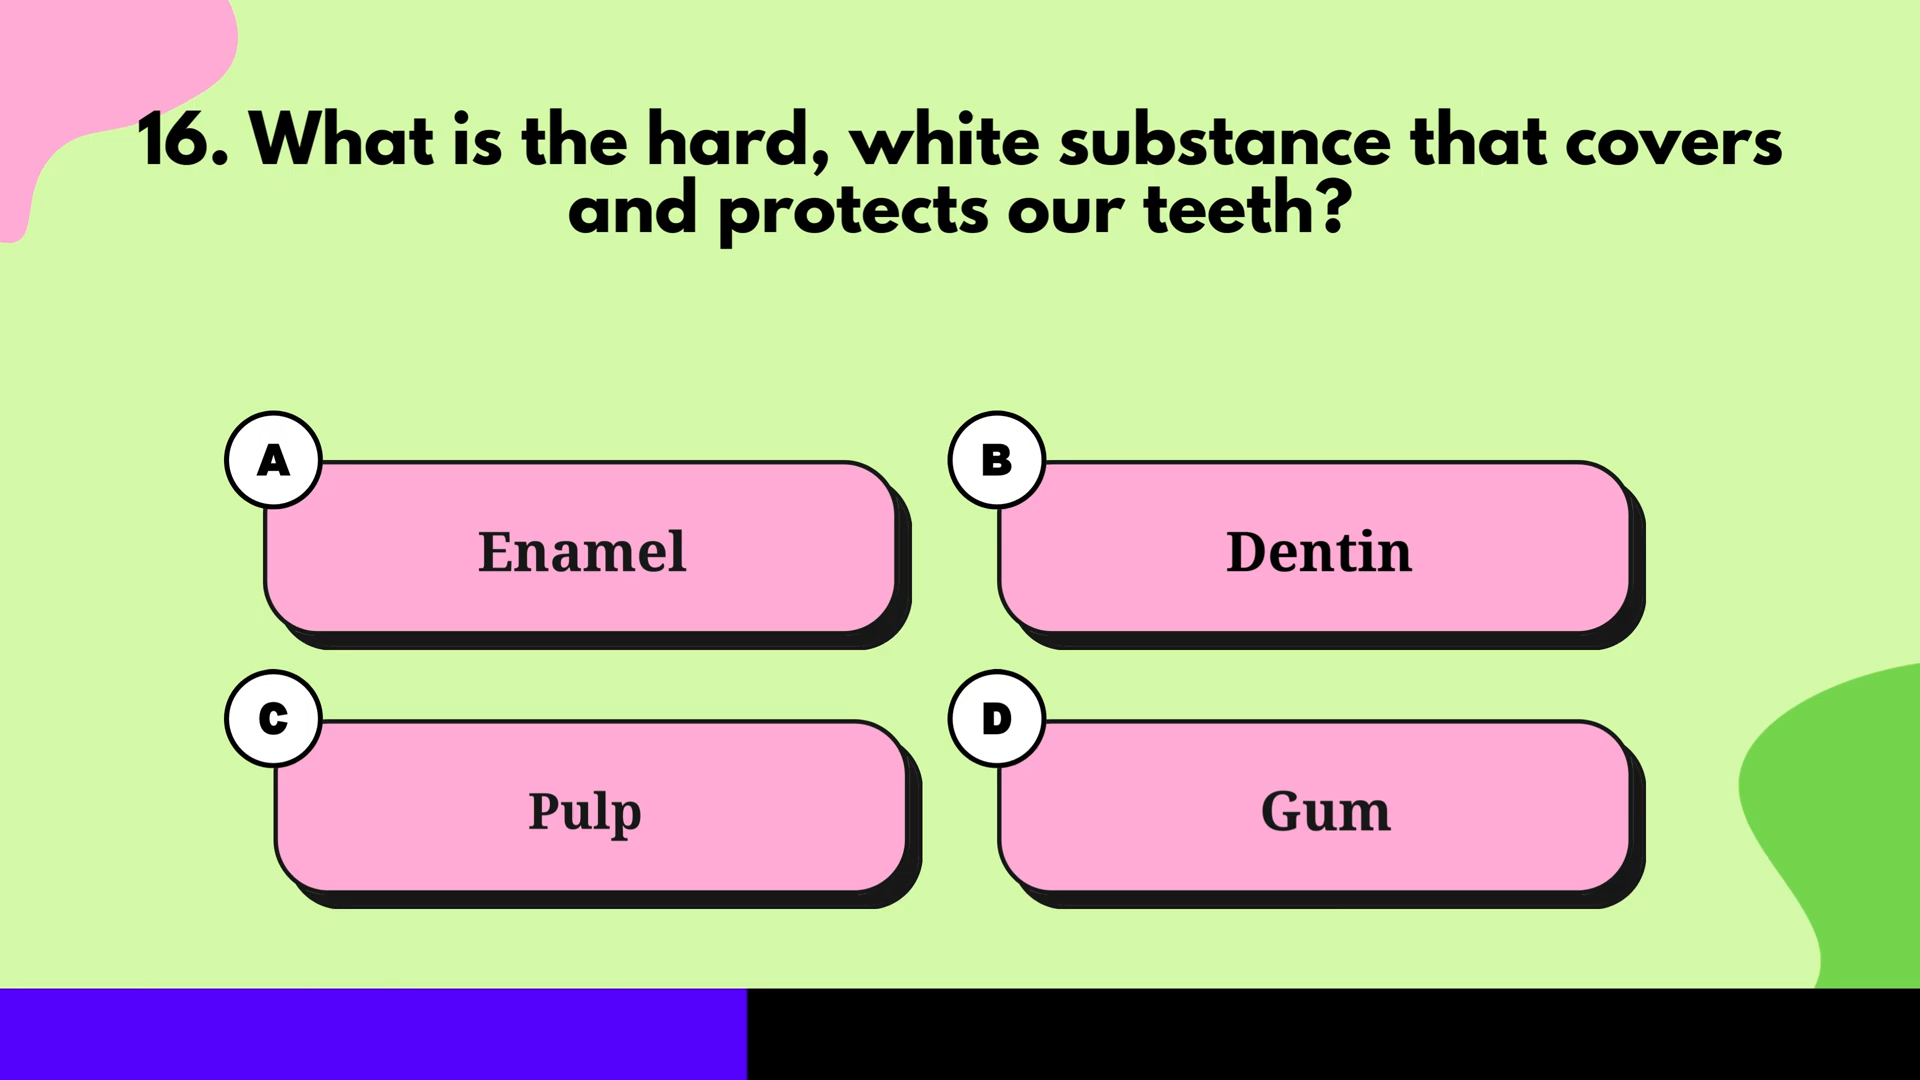 16. What is the hard, white substance that covers
and protects our teeth?
A
Enamel
B
Dentin
C
Pulp
D
Gum